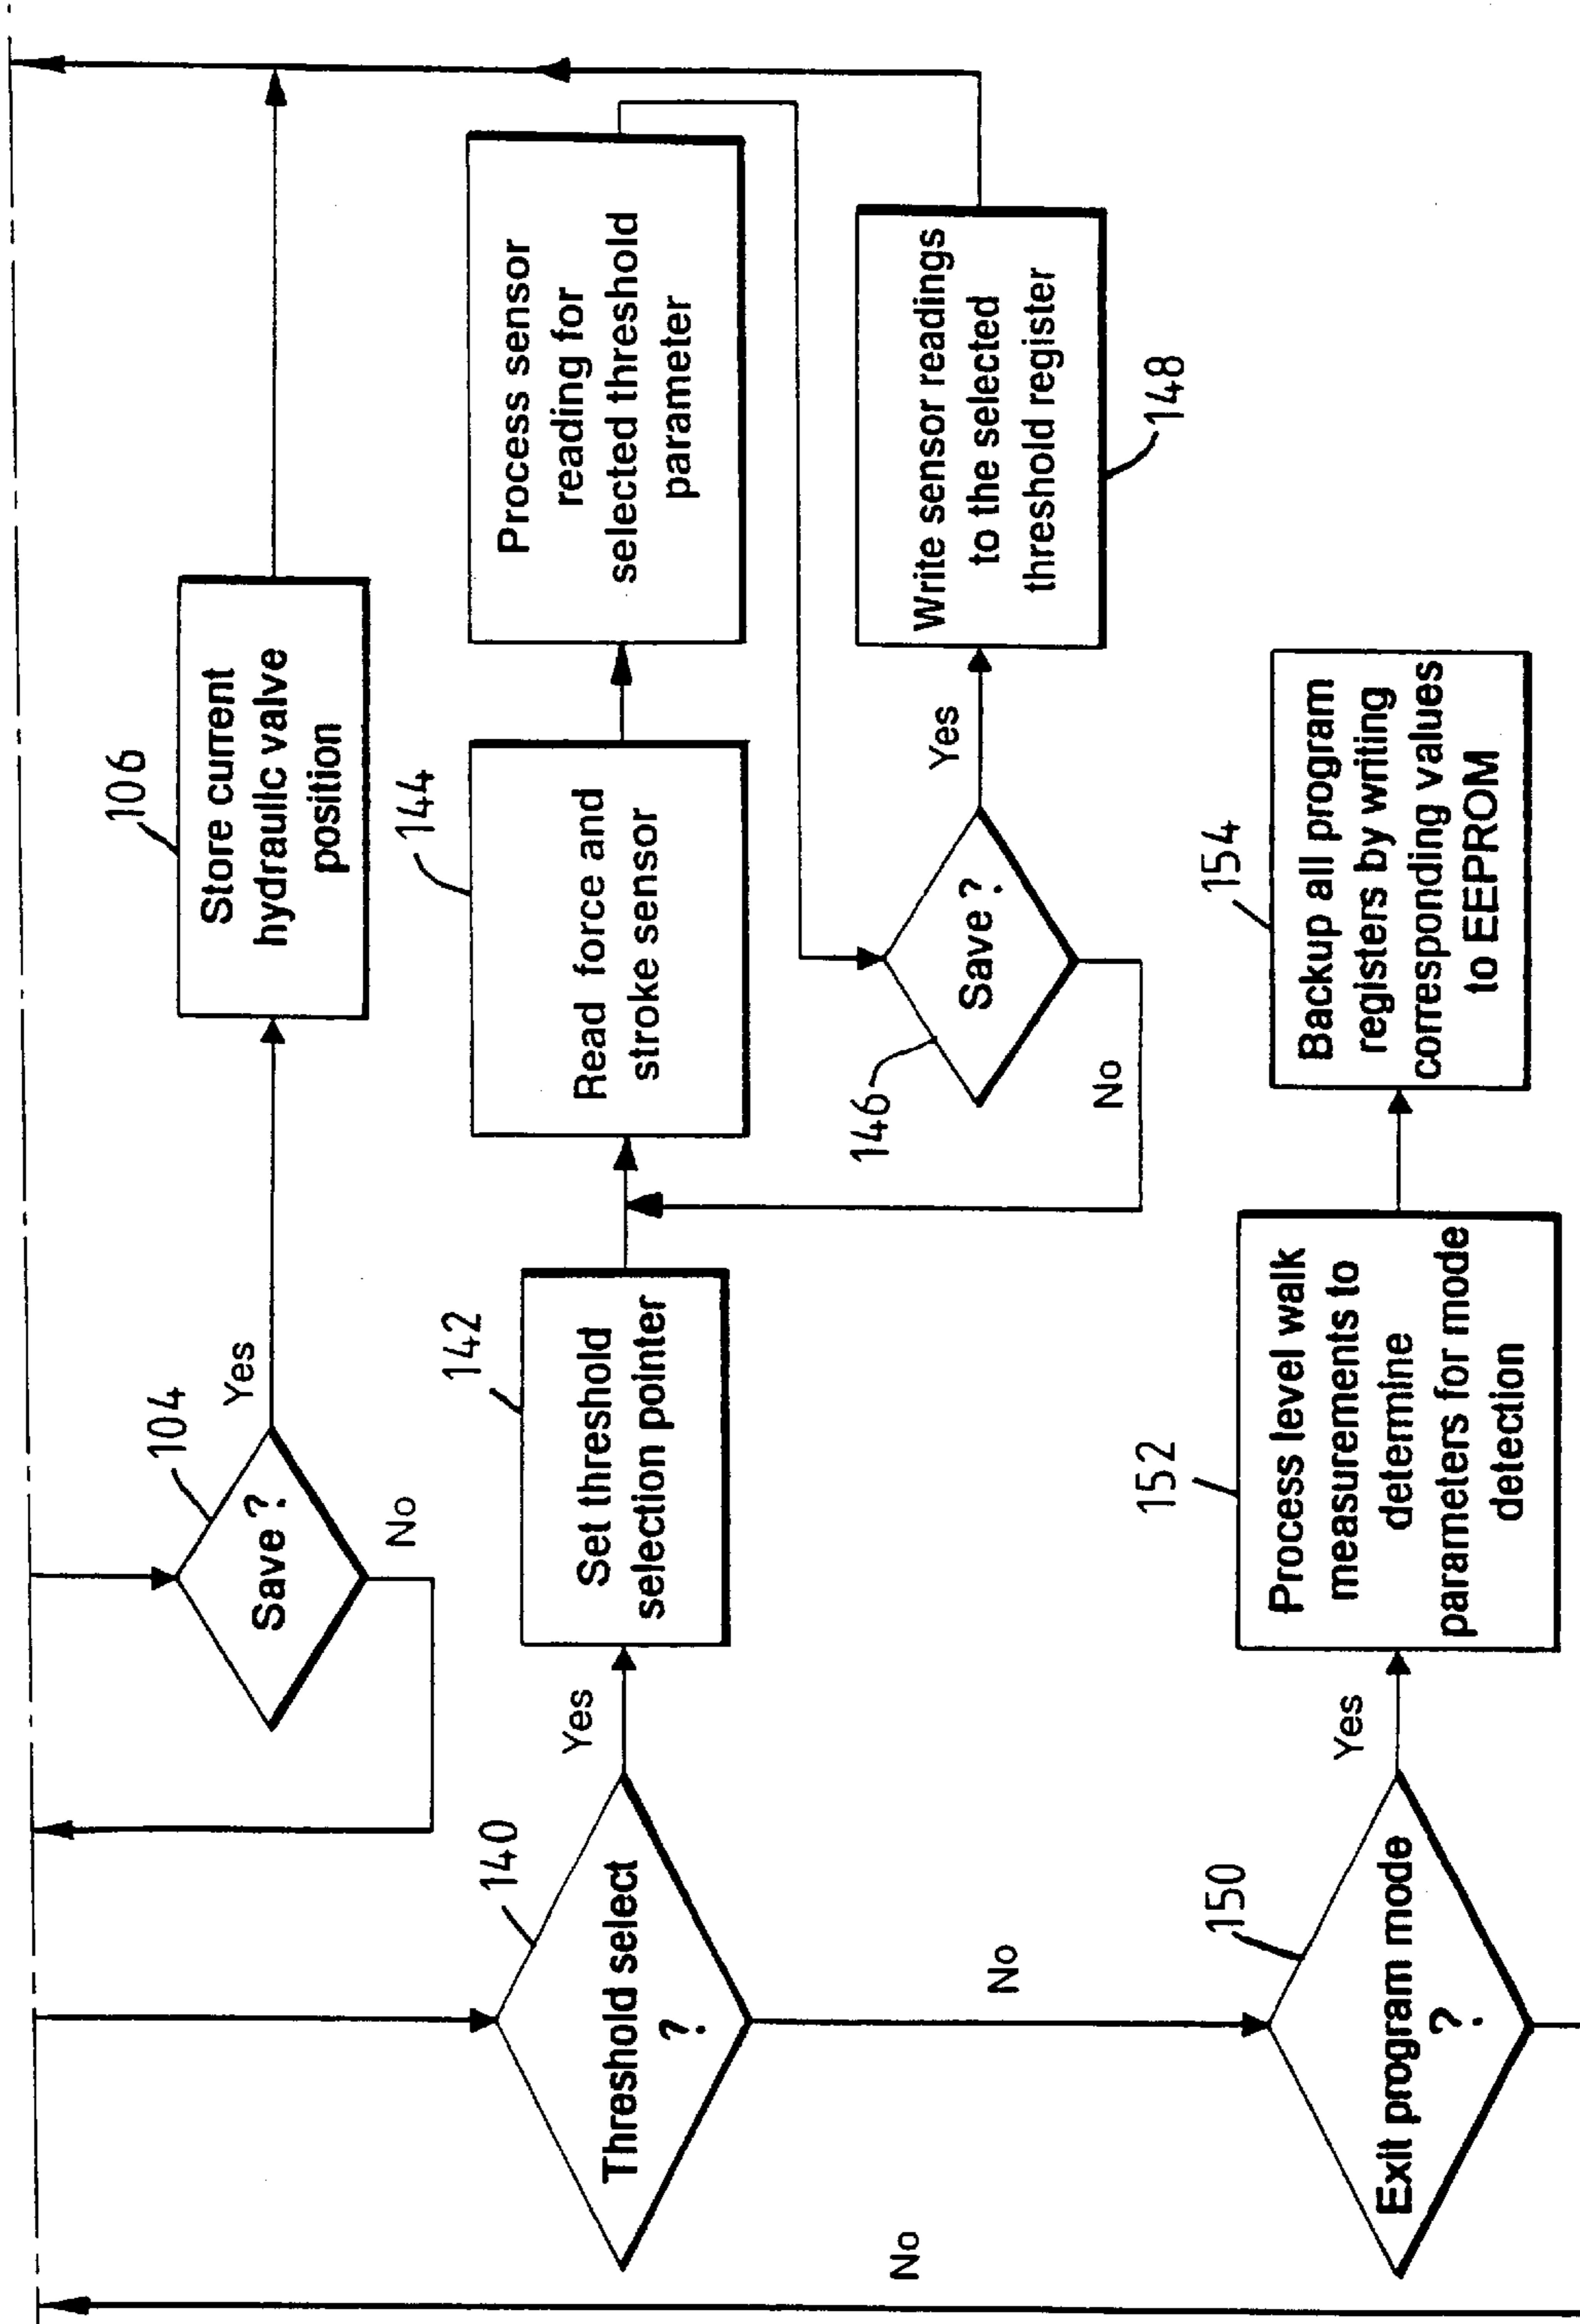 104
Save ?
Yes
No
106
Store current
hydraulic valve
position
140
Threshold select
?
Yes
No
142
Set threshold
selection pointer
144
Read force and
stroke sensor
Process sensor
reading for
selected threshold
parameter
146
Save ?
Yes
No
Write sensor readings
to the selected
threshold register
148
150
Exit program mode
?
Yes
No
152
Process level walk
measurements to
determine
parameters for mode
detection
154
Backup all program
registers by writing
corresponding values
to EEPROM